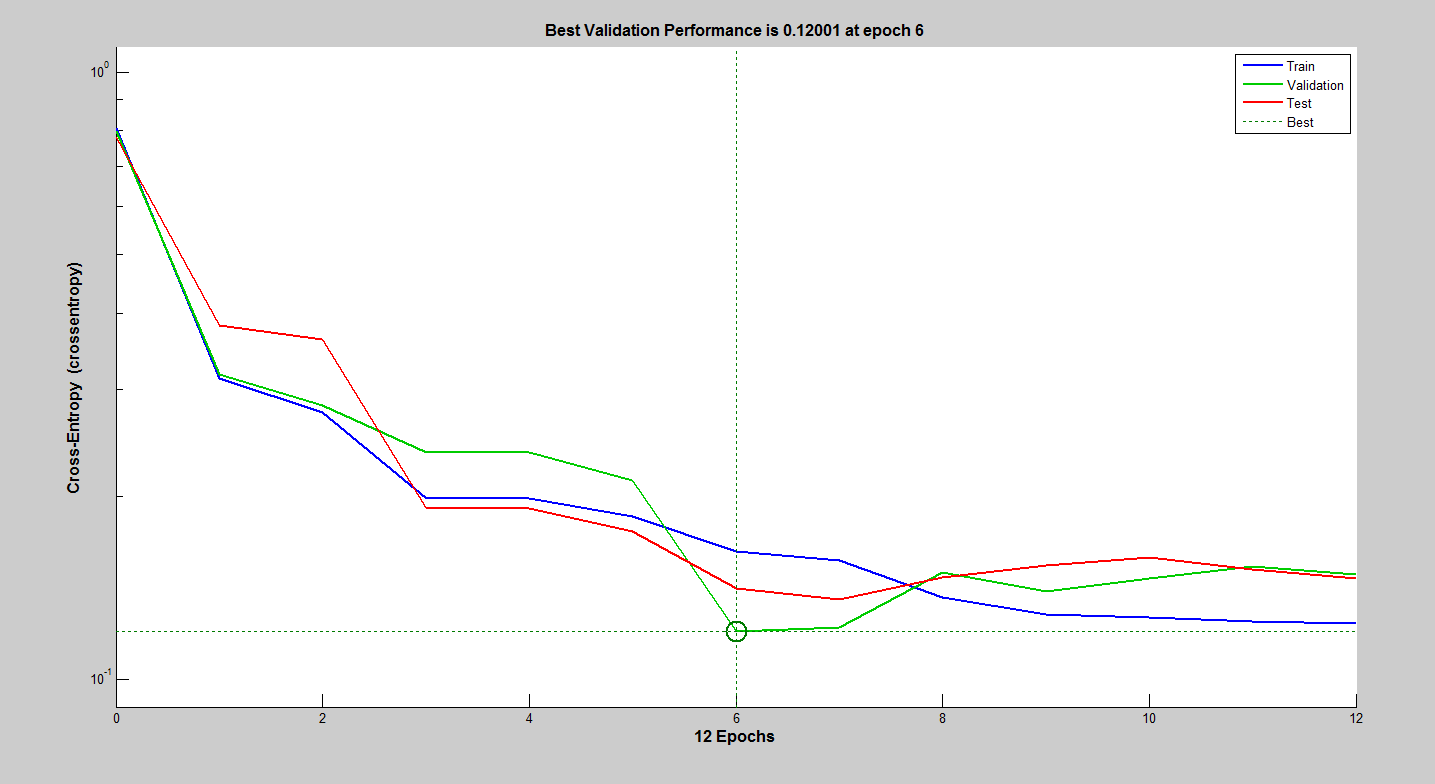 Best Validation Performance is 0.12001 at epoch 6
Train
Validation
Test
Best
10^0
10^-1
Cross-Entropy (crossentropy)
0 2 4 6 8 10 12
12 Epochs